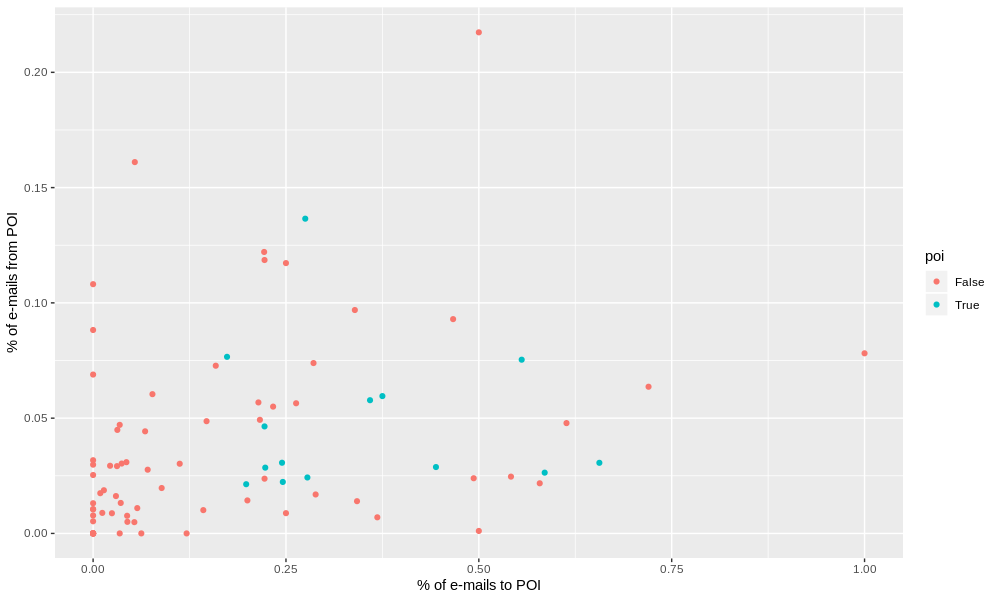 0.20
0.15
0.10
0.05
0.00
% of e-mails from POI
0.00 0.25 0.50 0.75 1.00
% of e-mails to POI
poi
False
True